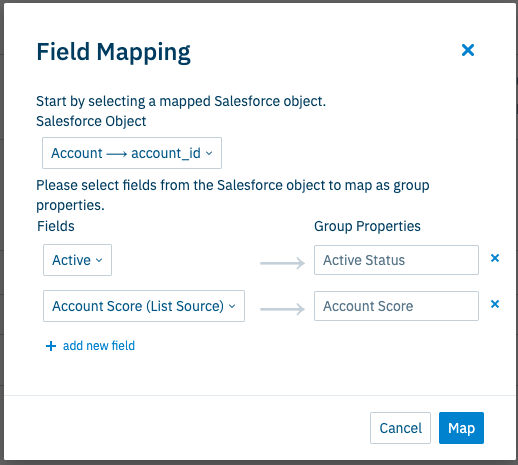 Field Mapping
Start by selecting a mapped Salesforce object.
Salesforce Object
Account ⟶ account_id
Please select fields from the Salesforce object to map as group
properties.
Fields Group Properties
Active Active Status
Account Score (List Source) Account Score
+ add new field
Cancel Map